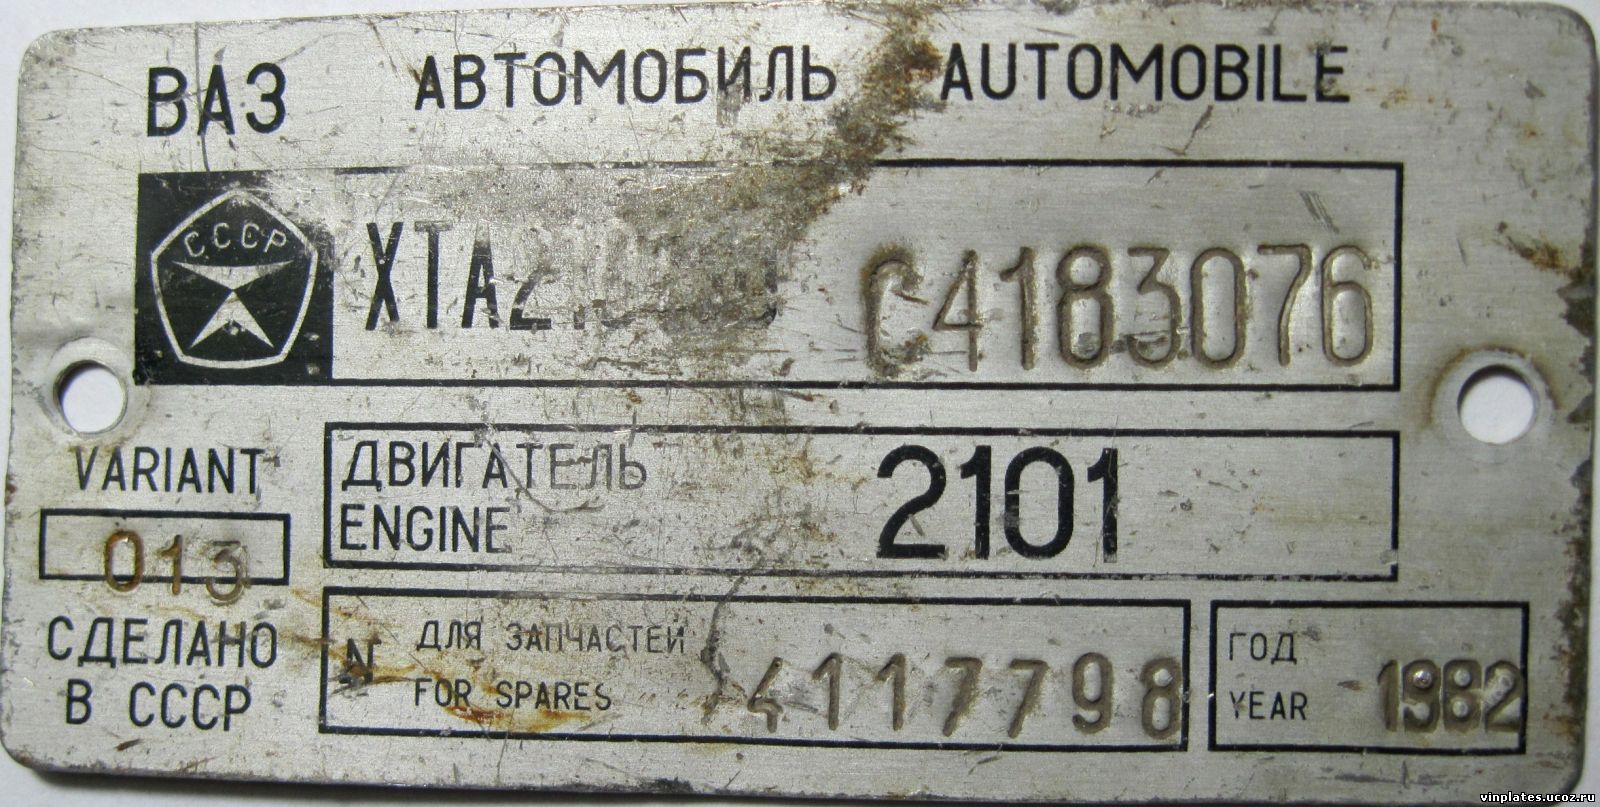 ВАЗ АВТОМОБИЛЬ AUTOMOBILE
СССР
C4183076
VARIANT
013
СДЕЛАНО
В СССР
ДВИГАТЕЛЬ
ENGINE
2101
N ДЛЯ ЗАПЧАСТЕЙ
FOR SPARES
4117798
ГОД
YEAR
1982
vinplates.ucoz.ru